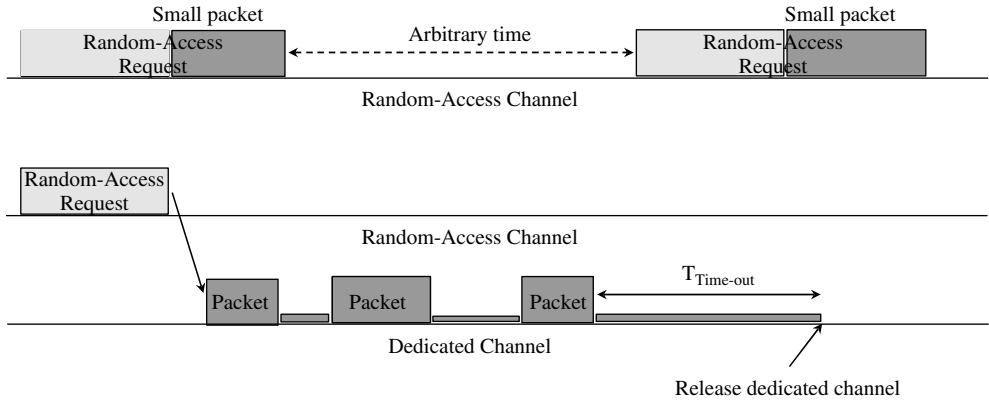 Small packet
Small packet
Random-Access
Request
Arbitrary time
Random-Access
Request
Random-Access Channel
Random-Access
Request
Random-Access Channel
Packet
Packet
Packet
T Time-out
Dedicated Channel
Release dedicated channel